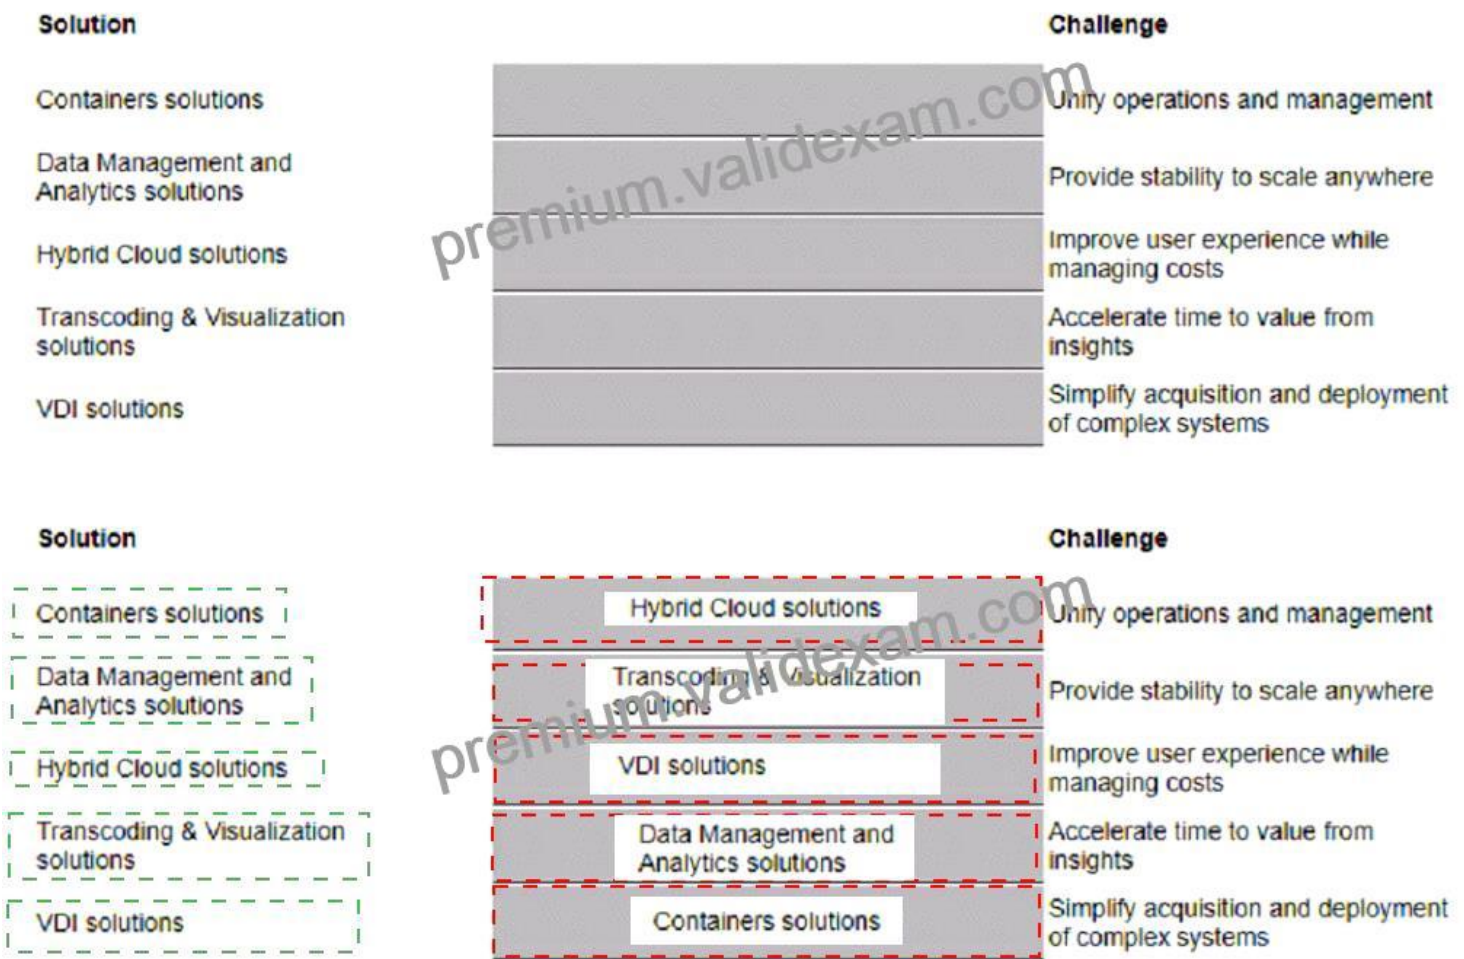 Solution
Challenge
Containers solutions
Unify operations and management
Data Management and
Analytics solutions
Provide stability to scale anywhere
Hybrid Cloud solutions
Improve user experience while
managing costs
Transcoding & Visualization
solutions
Accelerate time to value from
insights
VDI solutions
Simplify acquisition and deployment
of complex systems
premium.validexam.com
Solution
Challenge
Containers solutions
Hybrid Cloud solutions
Unify operations and management
Data Management and
Analytics solutions
Transcoding & Visualization
solutions
Provide stability to scale anywhere
Hybrid Cloud solutions
VDI solutions
Improve user experience while
managing costs
Transcoding & Visualization
solutions
Data Management and
Analytics solutions
Accelerate time to value from
insights
VDI solutions
Containers solutions
Simplify acquisition and deployment
of complex systems
premium.validexam.com